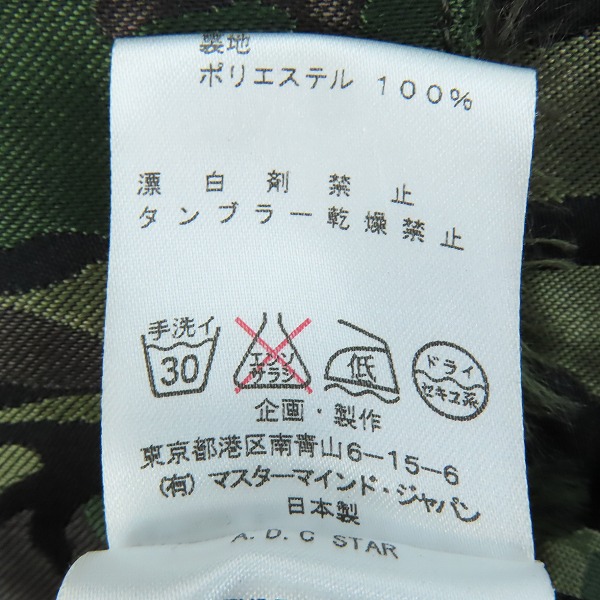 裏地
ポリエステル 100%
漂白剤禁止
タンブラー乾燥禁止
手洗イ
30
エンソ
サラシ
低
ドライ
セキユ系
企画・製作
東京都港区南青山6-15-6
(有)マスターマインド・ジャパン
日本製
A.D.C STAR